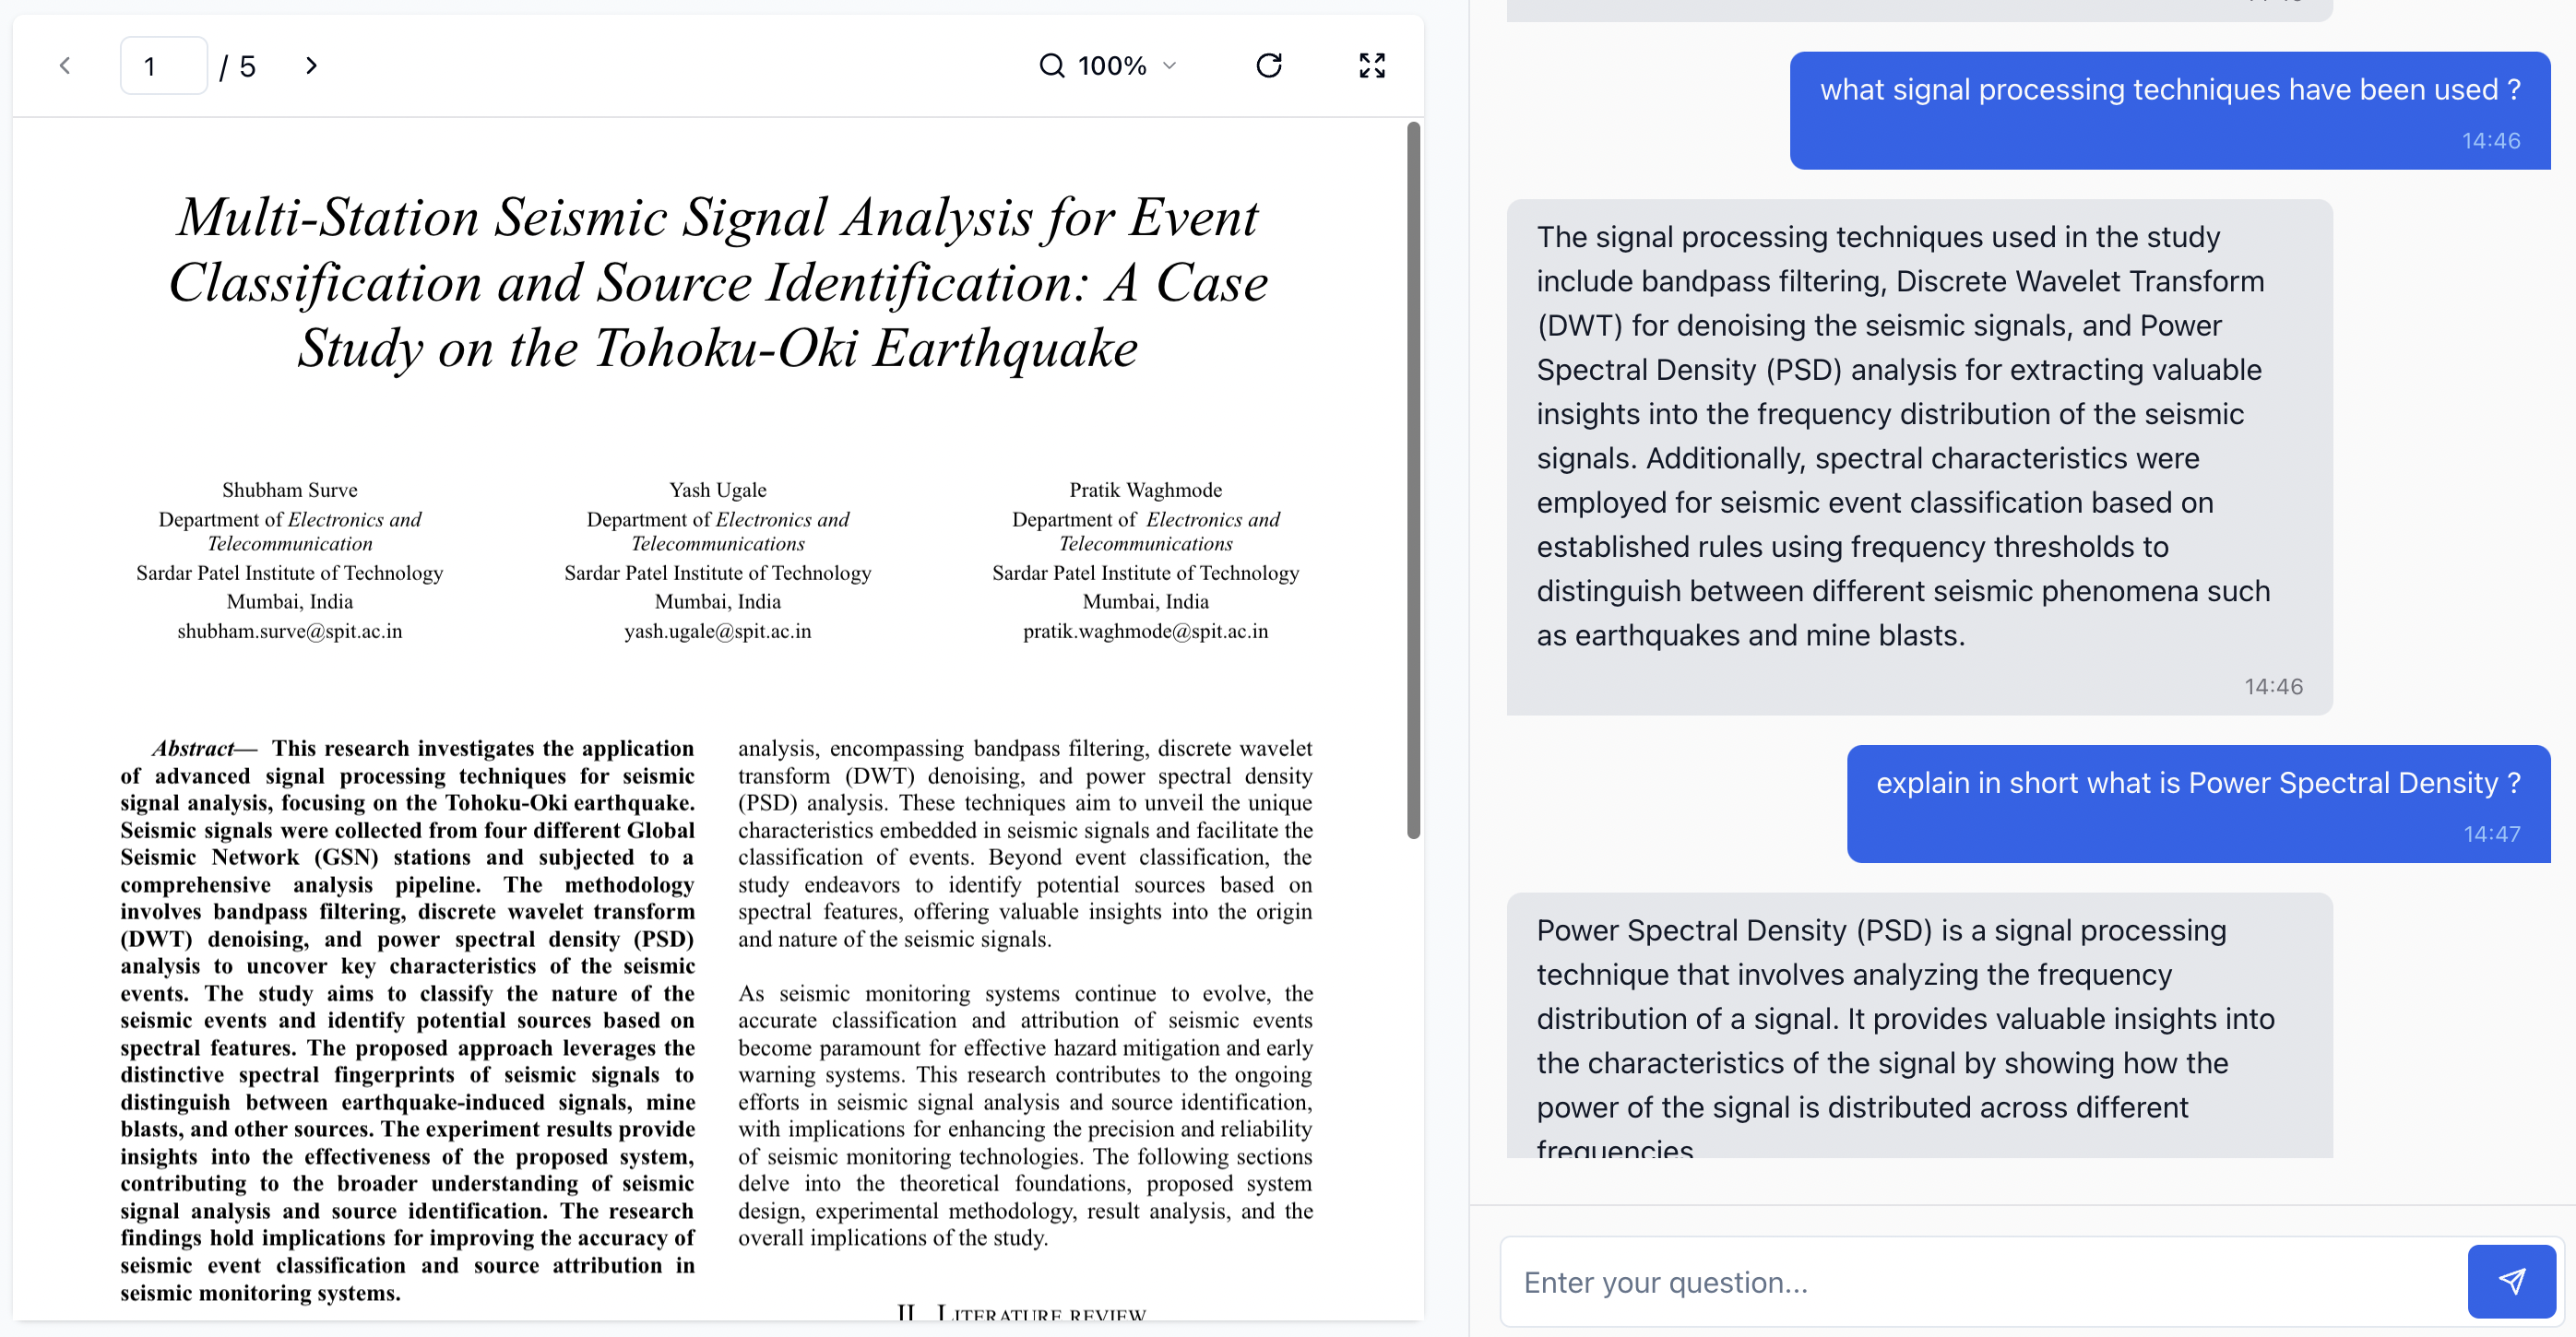 1 / 5
100%
Multi-Station Seismic Signal Analysis for Event
Classification and Source Identification: A Case
Study on the Tohoku-Oki Earthquake
Shubham Surve
Department of Electronics and
Telecommunication
Sardar Patel Institute of Technology
Mumbai, India
shubham.surve@spit.ac.in
Yash Ugale
Department of Electronics and
Telecommunications
Sardar Patel Institute of Technology
Mumbai, India
yash.ugale@spit.ac.in
Pratik Waghmode
Department of Electronics and
Telecommunications
Sardar Patel Institute of Technology
Mumbai, India
pratik.waghmode@spit.ac.in
Abstract— This research investigates the application
of advanced signal processing techniques for seismic
signal analysis, focusing on the Tohoku-Oki earthquake.
Seismic signals were collected from four different Global
Seismic Network (GSN) stations and subjected to a
comprehensive analysis pipeline. The methodology
involves bandpass filtering, discrete wavelet transform
(DWT) denoising, and power spectral density (PSD)
analysis to uncover key characteristics of the seismic
events. The study aims to classify the nature of the
seismic events and identify potential sources based on
spectral features. The proposed approach leverages the
distinctive spectral fingerprints of seismic signals to
distinguish between earthquake-induced signals, mine
blasts, and other sources. The experiment results provide
insights into the effectiveness of the proposed system,
contributing to the broader understanding of seismic
signal analysis and source identification. The research
findings hold implications for improving the accuracy of
seismic event classification and source attribution in
seismic monitoring systems.
analysis, encompassing bandpass filtering, discrete wavelet
transform (DWT) denoising, and power spectral density
(PSD) analysis. These techniques aim to unveil the unique
characteristics embedded in seismic signals and facilitate the
classification of events. Beyond event classification, the
study endeavors to identify potential sources based on
spectral features, offering valuable insights into the origin
and nature of the seismic signals.
As seismic monitoring systems continue to evolve, the
accurate classification and attribution of seismic events
become paramount for effective hazard mitigation and early
warning systems. This research contributes to the ongoing
efforts in seismic signal analysis and source identification,
with implications for enhancing the precision and reliability
of seismic monitoring technologies. The following sections
delve into the theoretical foundations, proposed system
design, experimental methodology, result analysis, and the
overall implications of the study.
II. LITERATURE REVIEW
what signal processing techniques have been used ?
14:46
The signal processing techniques used in the study
include bandpass filtering, Discrete Wavelet Transform
(DWT) for denoising the seismic signals, and Power
Spectral Density (PSD) analysis for extracting valuable
insights into the frequency distribution of the seismic
signals. Additionally, spectral characteristics were
employed for seismic event classification based on
established rules using frequency thresholds to
distinguish between different seismic phenomena such
as earthquakes and mine blasts.
14:46
explain in short what is Power Spectral Density ?
14:47
Power Spectral Density (PSD) is a signal processing
technique that involves analyzing the frequency
distribution of a signal. It provides valuable insights into
the characteristics of the signal by showing how the
power of the signal is distributed across different
frequencies
Enter your question...